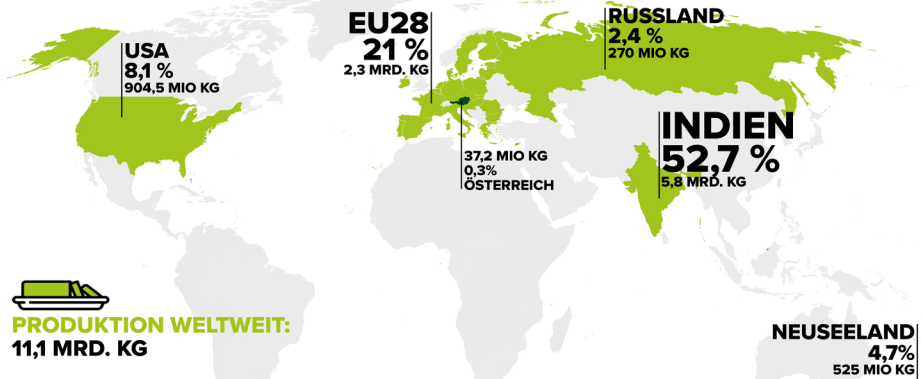 USA
8,1 %
904,5 MIO KG
EU28
21 %
2,3 MRD. KG
RUSSLAND
2,4 %
270 MIO KG
37,2 MIO KG
0,3%
ÖSTERREICH
INDIEN
52,7 %
5,8 MRD. KG
PRODUKTION WELTWEIT:
11,1 MRD. KG
NEUSEELAND
4,7%
525 MIO KG